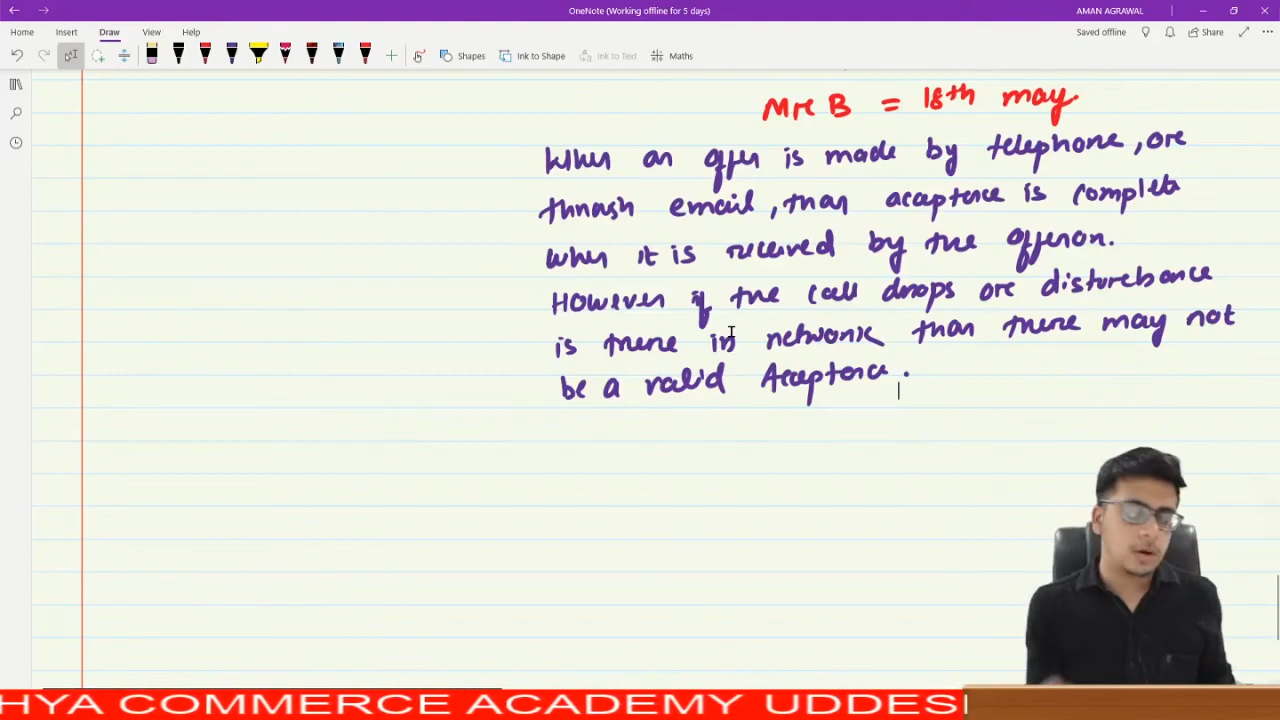 OneNote (Working offline for 5 days)
AMAN AGRAWAL
Home Insert Draw View Help
Saved offline
Share
Shapes
Ink to Shape
Ink to Text
Maths
Mr B = 18th may.
When an offer is made by telephone, or
through email, than acaptance is complete
when it is received by the offeror.
However if the call drops or disturbance
is there in network than there may not
be a valid Acaptance.
HYA COMMERCE ACADEMY UDDES